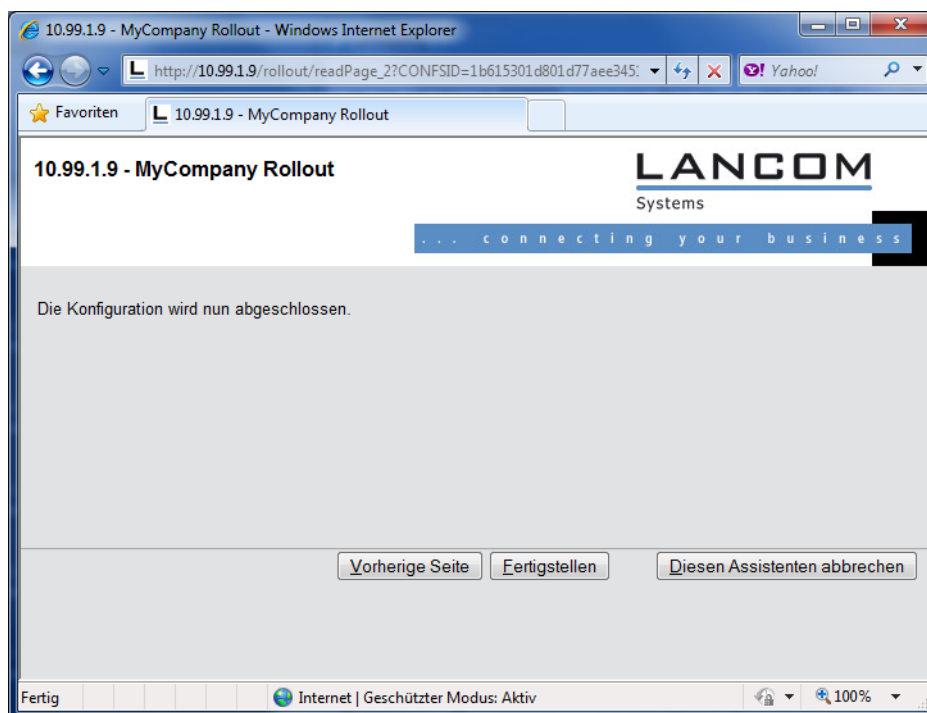 10.99.1.9 - MyCompany Rollout - Windows Internet Explorer
http://10.99.1.9/rollout/readPage_2?CONFSID=1b615301d801d77aee345
Yahoo!
Favoriten
10.99.1.9 - MyCompany Rollout
10.99.1.9 - MyCompany Rollout
LANCOM
Systems
... connecting your business
Die Konfiguration wird nun abgeschlossen.
Vorherige Seite
Fertigstellen
Diesen Assistenten abbrechen
Fertig
Internet | Geschützter Modus: Aktiv
100%